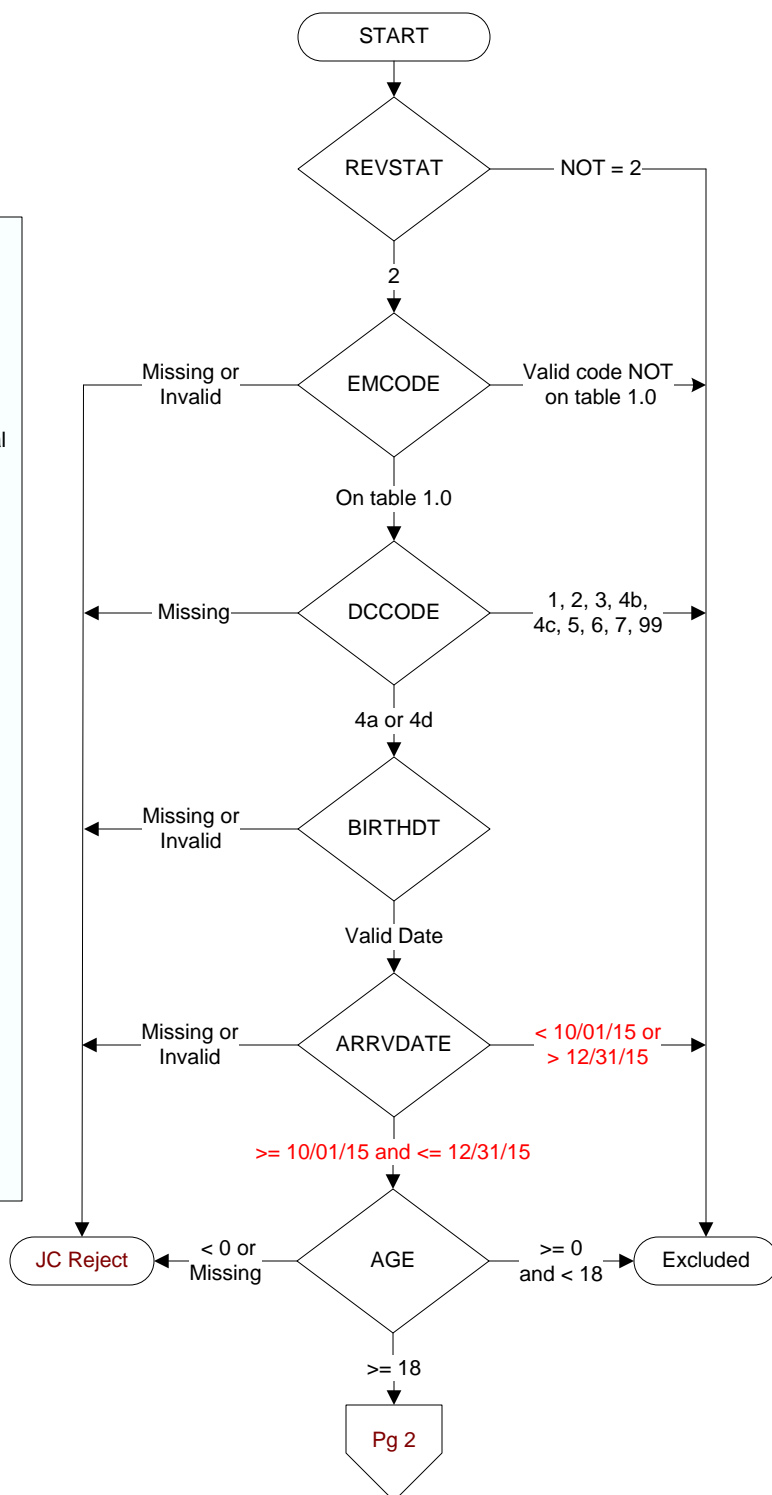 START
REVSTAT
NOT = 2
2
Missing or
Invalid
EMCODE
Valid code NOT
on table 1.0
On table 1.0
Missing
DCCODE
1, 2, 3, 4b,
4c, 5, 6, 7, 99
4a or 4d
Missing or
Invalid
BIRTHDT
Valid Date
Missing or
Invalid
ARRVDATE
< 10/01/15 or
> 12/31/15
>= 10/01/15 and <= 12/31/15
JC Reject
< 0 or
Missing
AGE
>= 0
and < 18
Excluded
>= 18
Pg 2